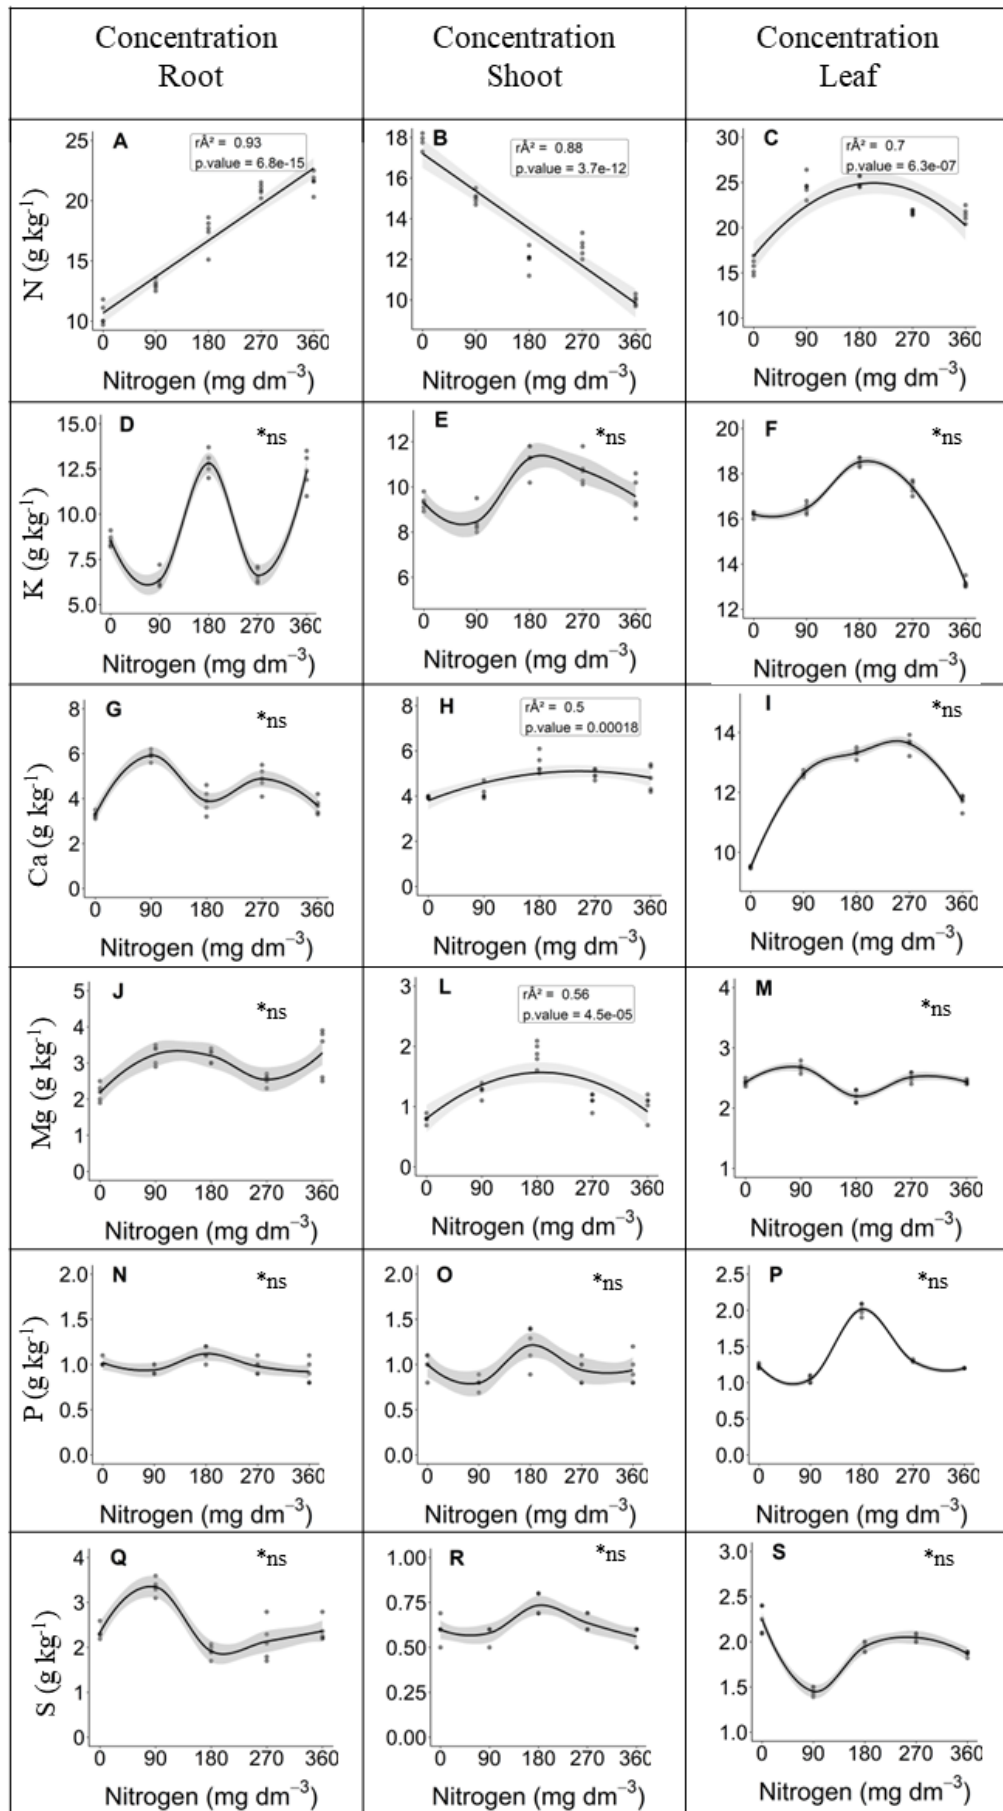 Concentration
Root
Concentration
Shoot
Concentration
Leaf
N (g kg⁻¹)
A
rÂ² = 0.93
p.value = 6.8e-15
25
20
15
10
0 90 180 270 360
Nitrogen (mg dm⁻³)
B
rÂ² = 0.88
p.value = 3.7e-12
18
16
14
12
10
0 90 180 270 360
Nitrogen (mg dm⁻³)
C
rÂ² = 0.7
p.value = 6.3e-07
30
25
20
15
10
0 90 180 270 360
Nitrogen (mg dm⁻³)
K (g kg⁻¹)
D
*ns
15.0
12.5
10.0
7.5
5.0
0 90 180 270 360
Nitrogen (mg dm⁻³)
E
*ns
12
10
8
6
0 90 180 270 360
Nitrogen (mg dm⁻³)
F
*ns
20
18
16
14
12
0 90 180 270 360
Nitrogen (mg dm⁻³)
Ca (g kg⁻¹)
G
*ns
8
6
4
2
0
0 90 180 270 360
Nitrogen (mg dm⁻³)
H
rÂ² = 0.5
p.value = 0.00018
8
6
4
2
0
0 90 180 270 360
Nitrogen (mg dm⁻³)
I
*ns
14
12
10
0 90 180 270 360
Nitrogen (mg dm⁻³)
Mg (g kg⁻¹)
J
*ns
5
4
3
2
1
0
0 90 180 270 360
Nitrogen (mg dm⁻³)
L
rÂ² = 0.56
p.value = 4.5e-05
3
2
1
0
0 90 180 270 360
Nitrogen (mg dm⁻³)
M
*ns
4
3
2
1
0 90 180 270 360
Nitrogen (mg dm⁻³)
P (g kg⁻¹)
N
*ns
2.0
1.5
1.0
0.5
0.0
0 90 180 270 360
Nitrogen (mg dm⁻³)
O
*ns
2.0
1.5
1.0
0.5
0.0
0 90 180 270 360
Nitrogen (mg dm⁻³)
P
*ns
2.5
2.0
1.5
1.0
0.5
0.0
0 90 180 270 360
Nitrogen (mg dm⁻³)
S (g kg⁻¹)
Q
*ns
4
3
2
1
0
0 90 180 270 360
Nitrogen (mg dm⁻³)
R
*ns
1.00
0.75
0.50
0.25
0.00
0 90 180 270 360
Nitrogen (mg dm⁻³)
S
*ns
3.0
2.5
2.0
1.5
1.0
0 90 180 270 360
Nitrogen (mg dm⁻³)